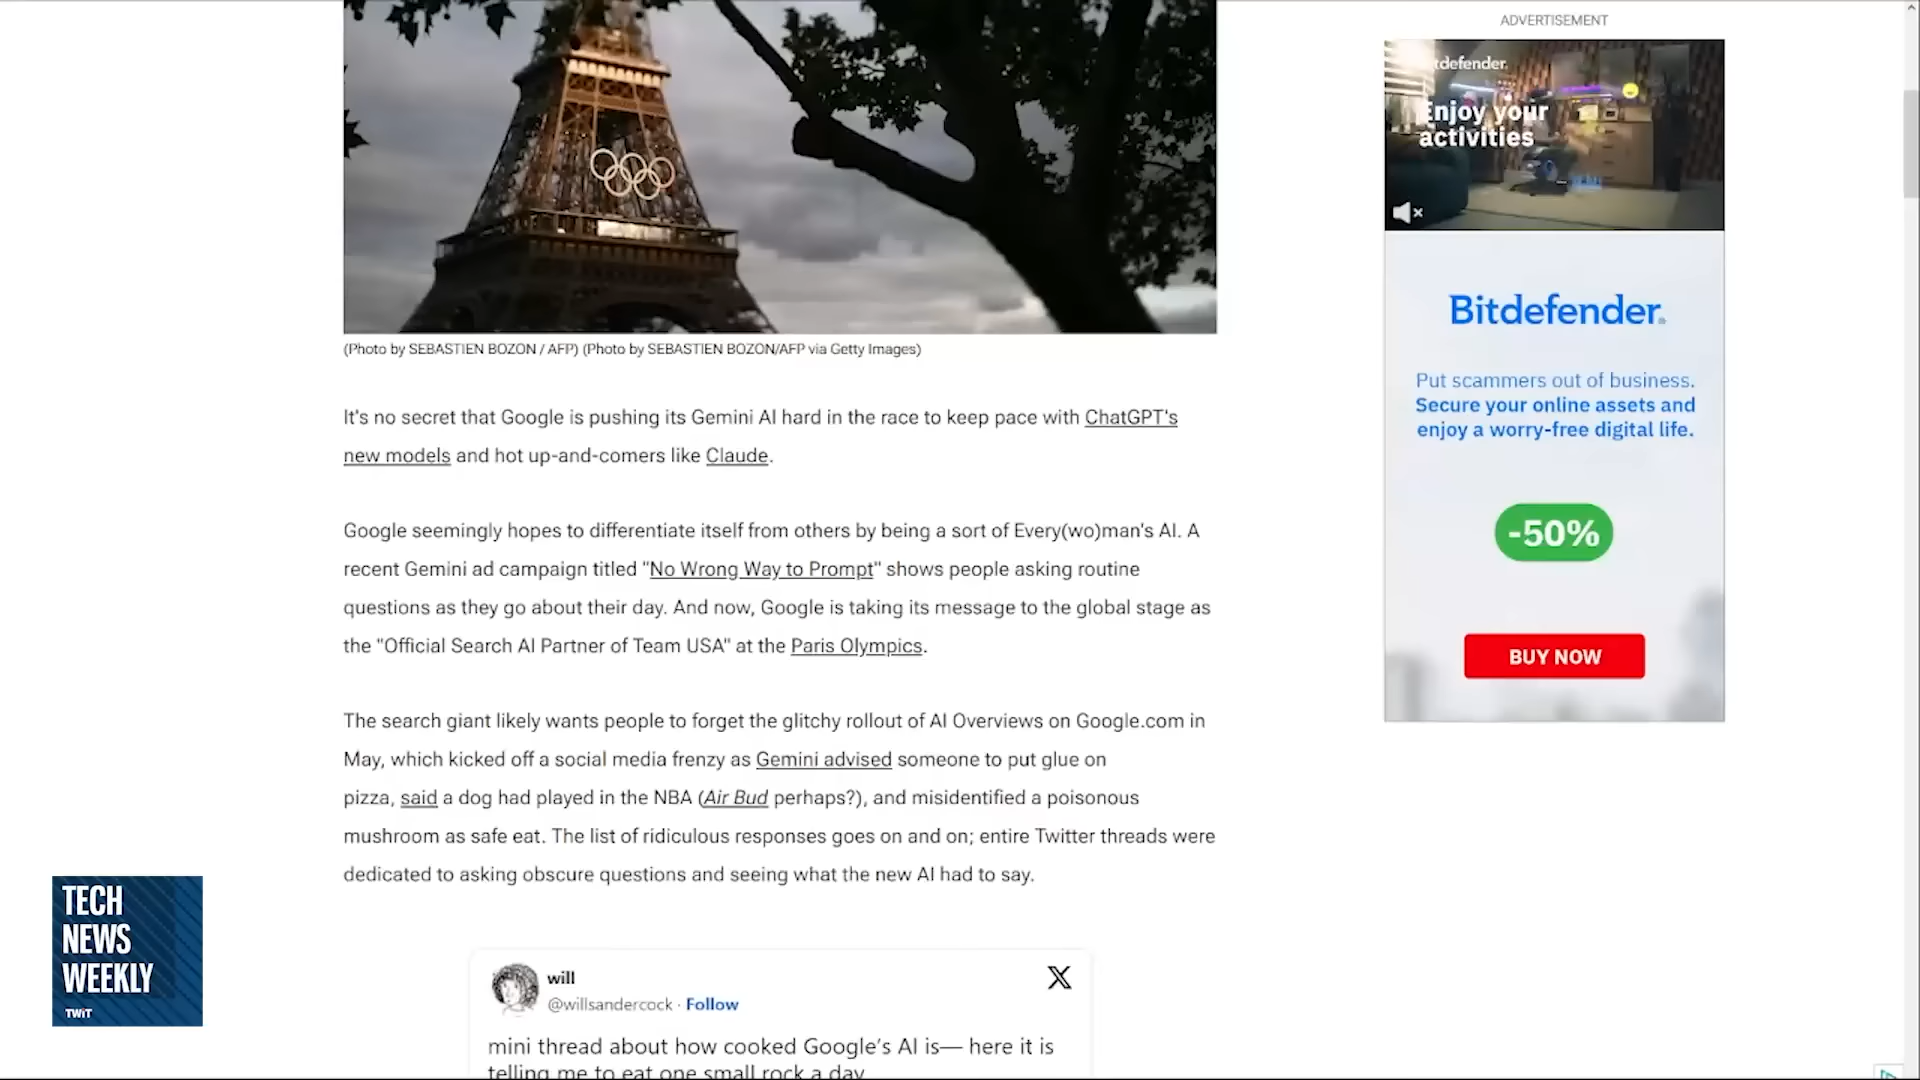 ADVERTISEMENT
tdefender.
Enjoy your
activities
(Photo by SEBASTIEN BOZON / AFP) (Photo by SEBASTIEN BOZON/AFP via Getty Images)
It's no secret that Google is pushing its Gemini AI hard in the race to keep pace with ChatGPT's
new models and hot up-and-comers like Claude.
Google seemingly hopes to differentiate itself from others by being a sort of Every(wo)man's AI. A
recent Gemini ad campaign titled "No Wrong Way to Prompt" shows people asking routine
questions as they go about their day. And now, Google is taking its message to the global stage as
the "Official Search AI Partner of Team USA" at the Paris Olympics.
The search giant likely wants people to forget the glitchy rollout of AI Overviews on Google.com in
May, which kicked off a social media frenzy as Gemini advised someone to put glue on
pizza, said a dog had played in the NBA (Air Bud perhaps?), and misidentified a poisonous
mushroom as safe eat. The list of ridiculous responses goes on and on; entire Twitter threads were
dedicated to asking obscure questions and seeing what the new AI had to say.
will
@willsandercock · Follow
mini thread about how cooked Google's AI is— here it is
telling me to eat one small rock a day
Bitdefender.
Put scammers out of business.
Secure your online assets and
enjoy a worry-free digital life.
-50%
BUY NOW
TECH
NEWS
WEEKLY
TWiT